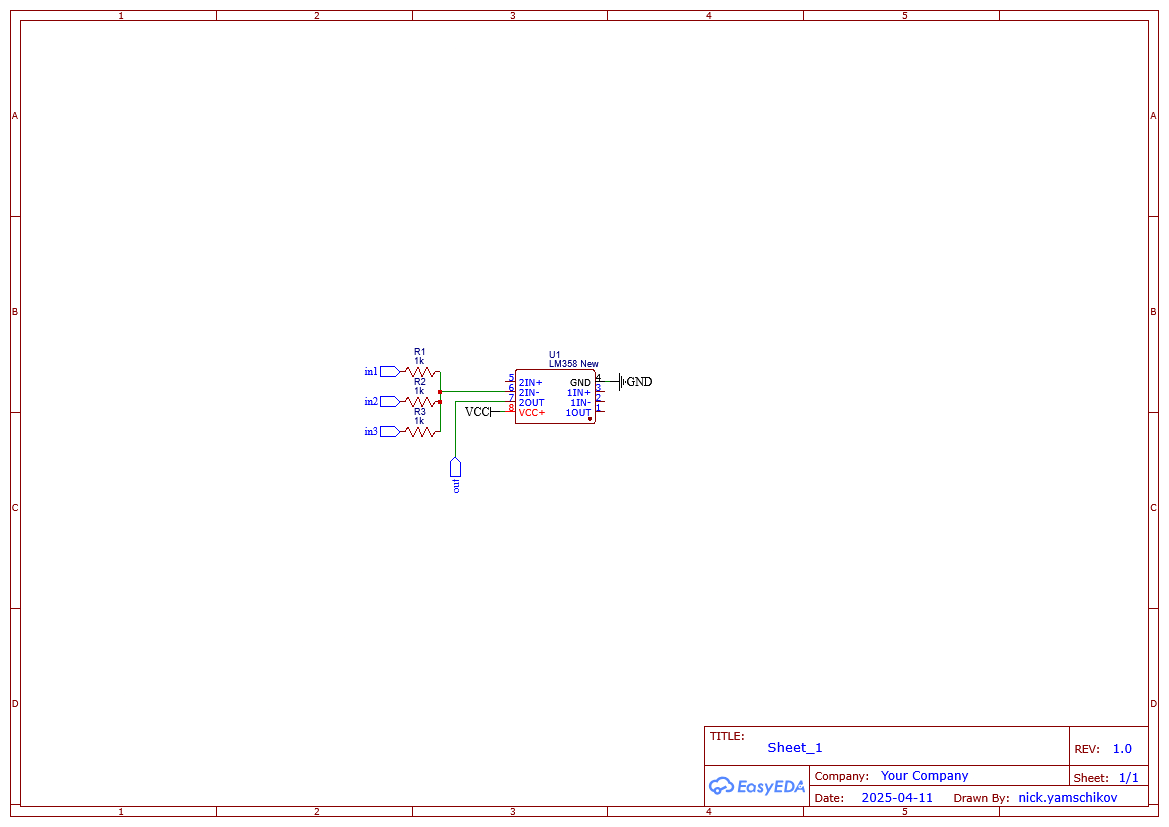 1 2 3 4 5
A A
B B
R1
1k
U1
LM358 New
in1
R2
1k
in2
R3
1k
in3
5 2IN+ GND 4 GND
6 2IN- 1IN+ 3
7 2OUT 1IN- 2
VCC 8 VCC+ 1OUT 1
out
C C
D D
TITLE:
Sheet_1
REV: 1.0
EasyEDA
Company: Your Company
Sheet: 1/1
Date: 2025-04-11 Drawn By: nick.yamschikov
1 2 3 4 5